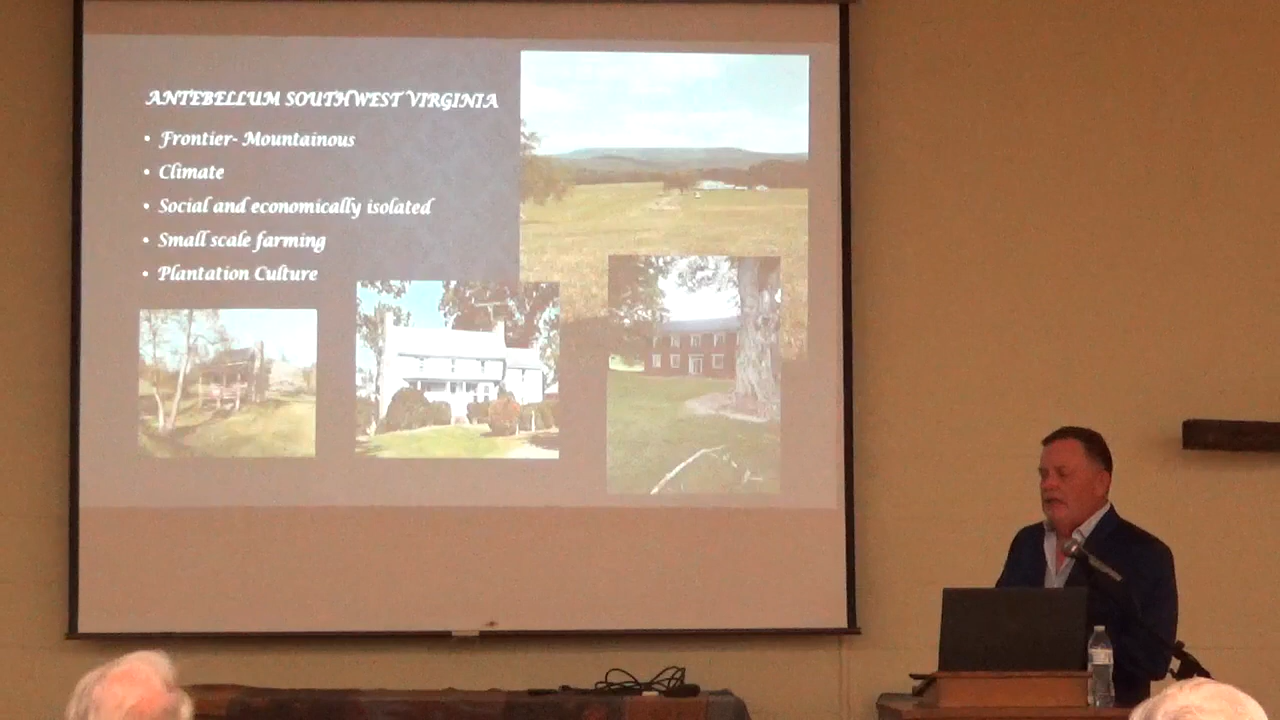 ANTEBELLUM SOUTHWEST VIRGINIA
• Frontier- Mountainous
• Climate
• Social and economically isolated
• Small scale farming
• Plantation Culture